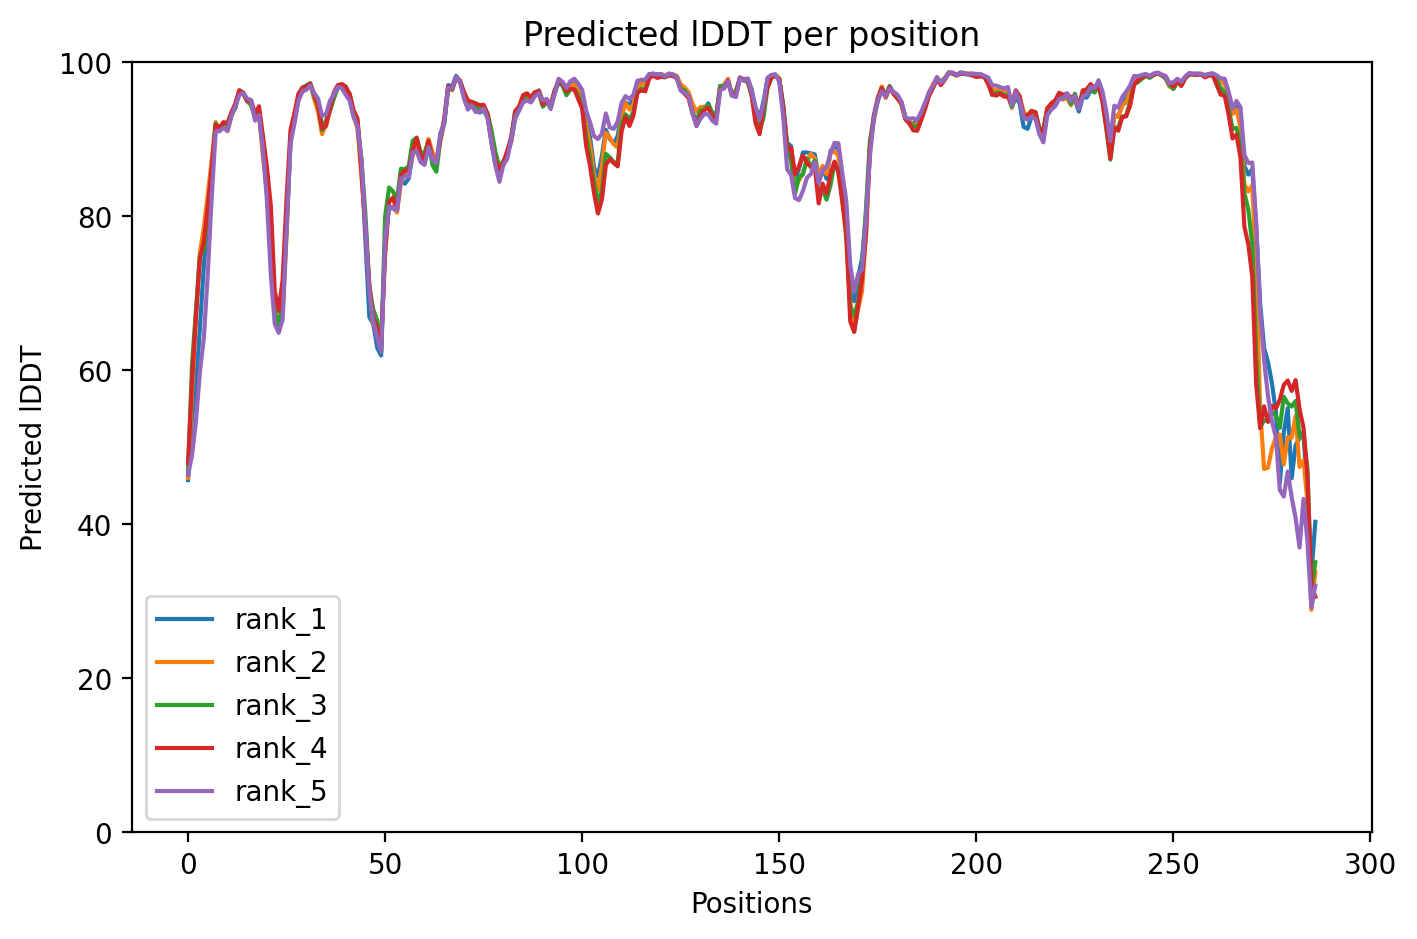 Predicted lDDT per position
100
80
60
40
20
0
Predicted lDDT
rank_1
rank_2
rank_3
rank_4
rank_5
0 50 100 150 200 250 300
Positions